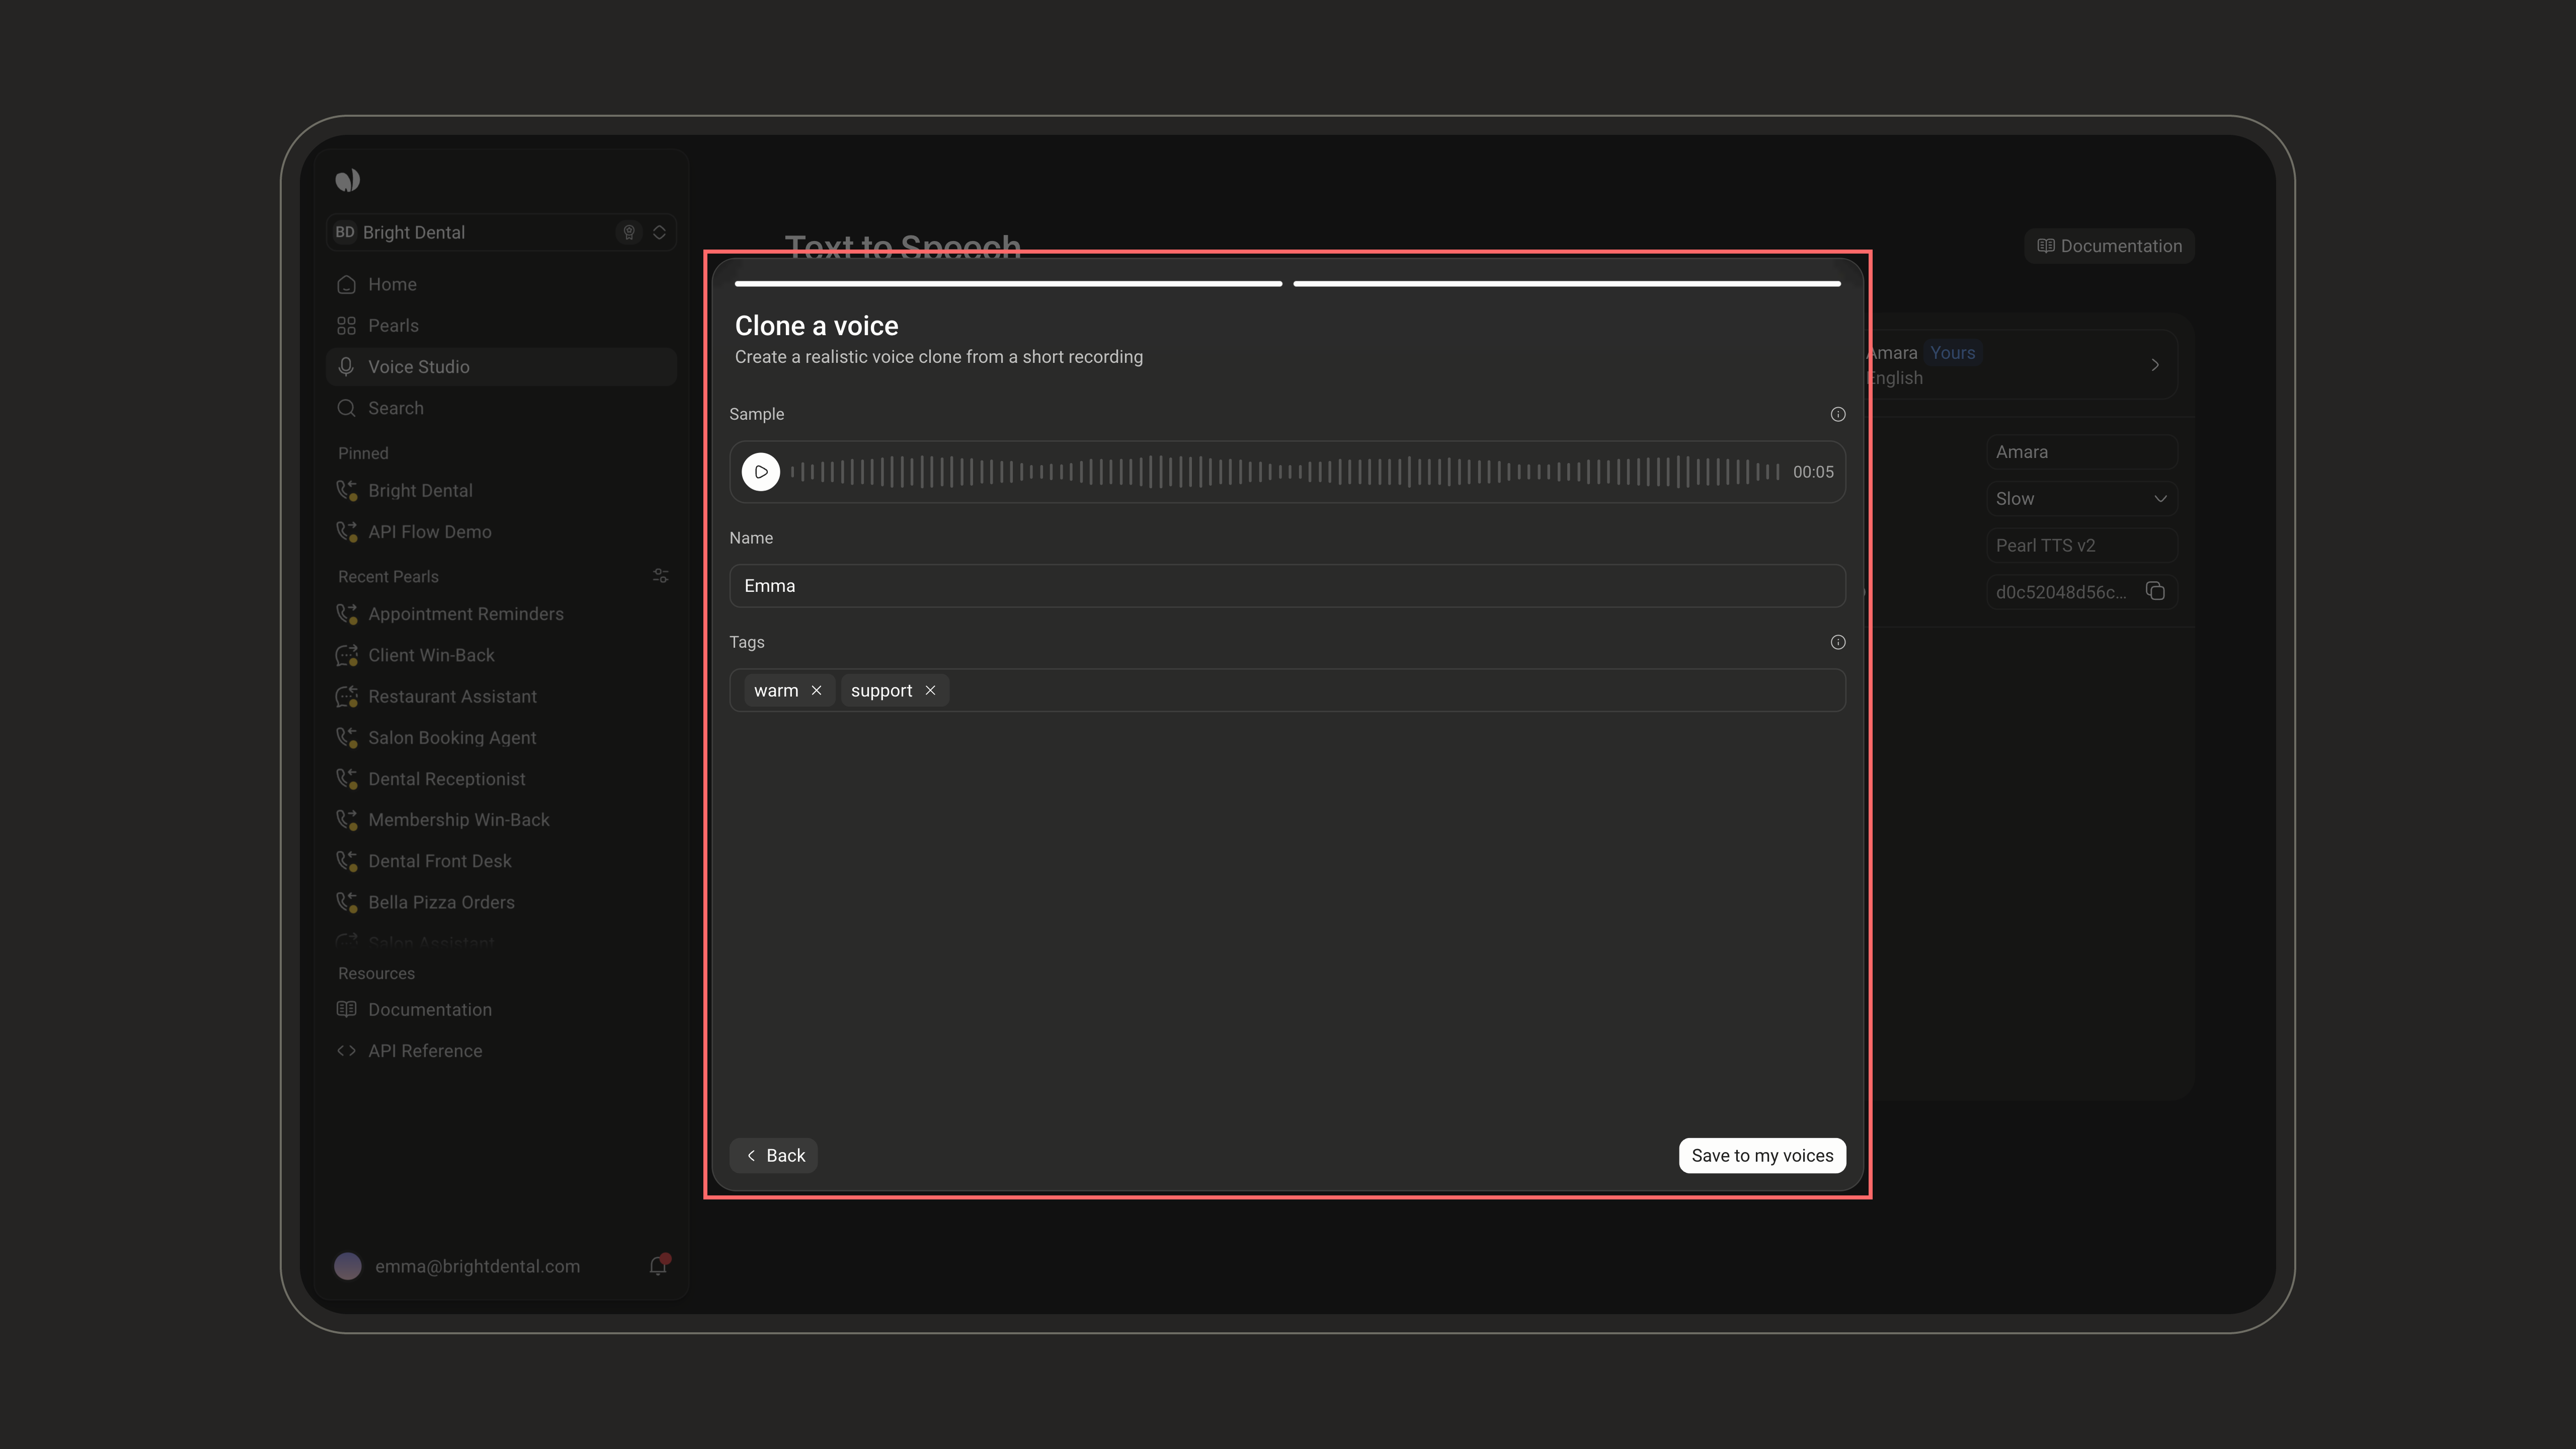 BD Bright Dental
Home
Pearls
Voice Studio
Search
Pinned
Bright Dental
API Flow Demo
Recent Pearls
Appointment Reminders
Client Win-Back
Restaurant Assistant
Salon Booking Agent
Dental Receptionist
Membership Win-Back
Dental Front Desk
Bella Pizza Orders
Salon Assistant
Resources
Documentation
API Reference
emma@brightdental.com
Text to Speech
Documentation
Clone a voice
Create a realistic voice clone from a short recording
Sample
00:05
Name
Emma
Tags
warm support
Back
Save to my voices
Amara Yours
English
Amara
Slow
Pearl TTS v2
d0c52048d56c...